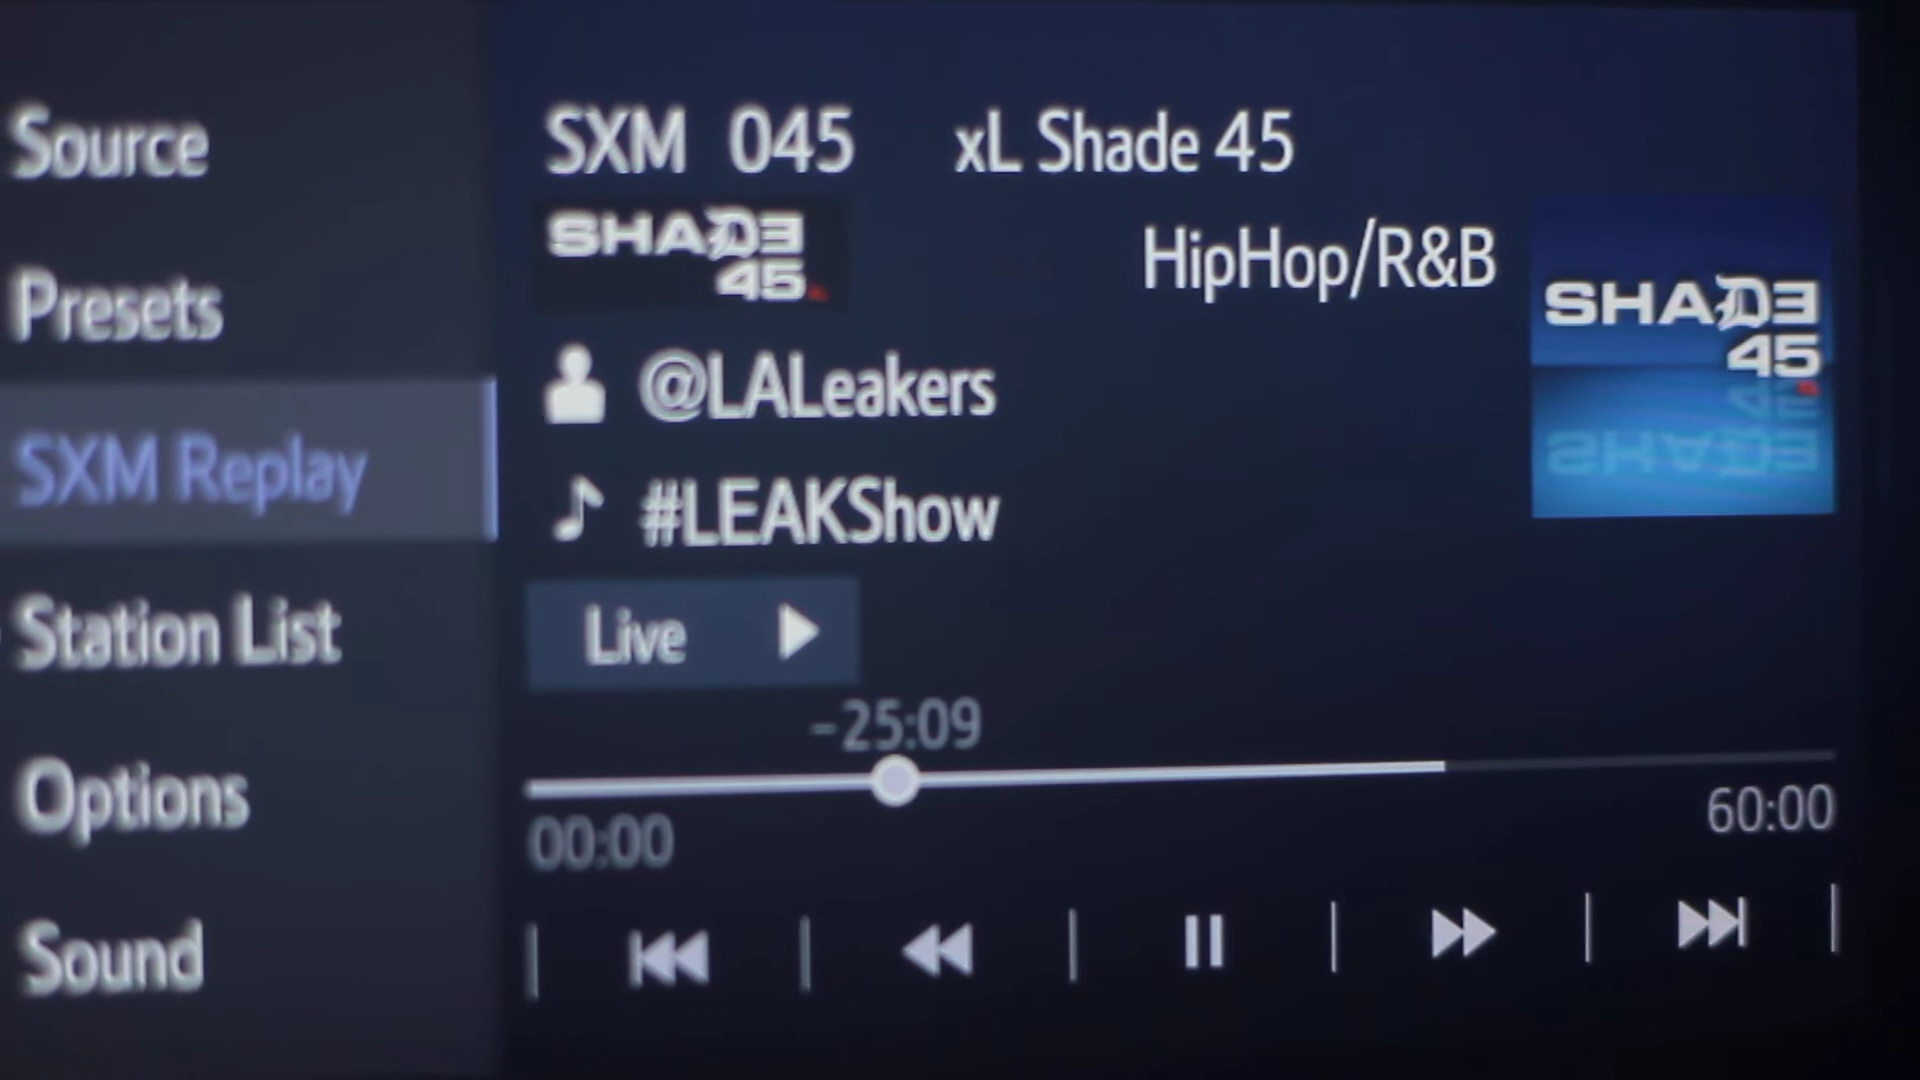 Source
Presets
SXM Replay
Station List
Options
Sound
SXM 045 xL Shade 45
SHADE
45
HipHop/R&B
SHADE
45
@LALeakers
#LEAKShow
Live
-25:09
00:00
60:00